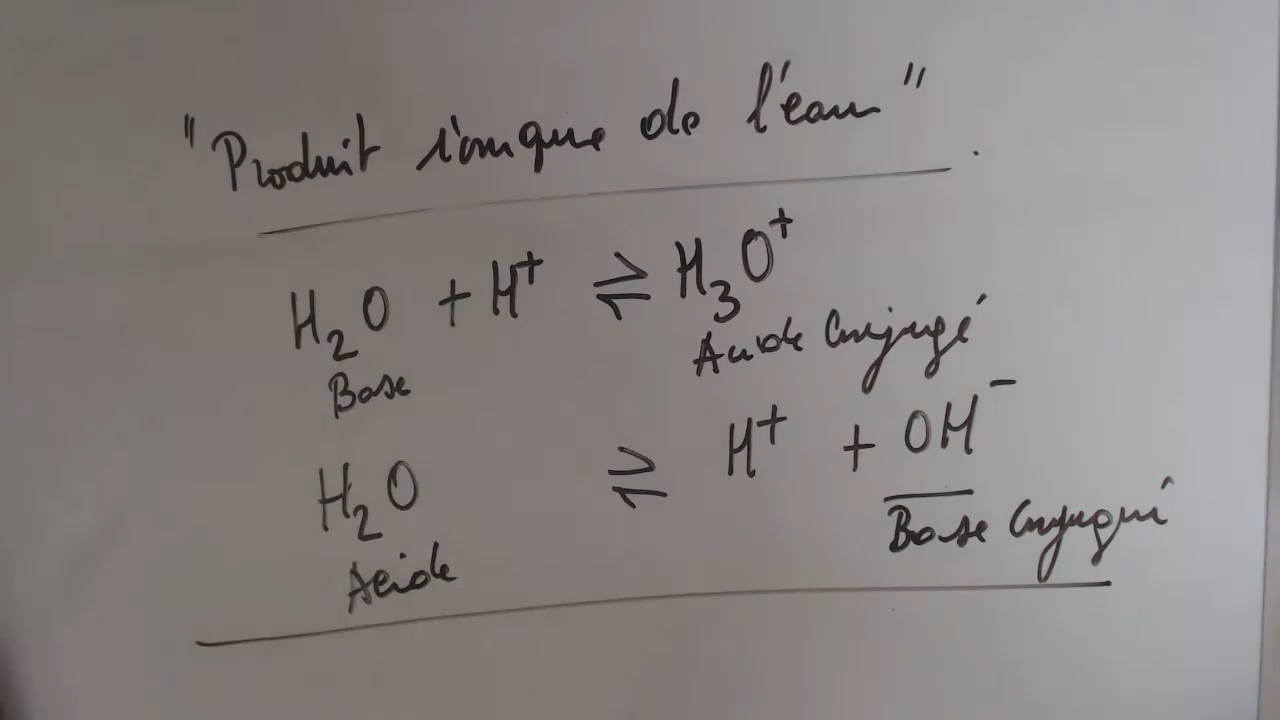 "Produit ionique de l'eau"
H₂O + H⁺ ⇌ H₃O⁺
Base Acide Conjugé
H₂O ⇌ H⁺ + OH⁻
Acide Base Conjugué